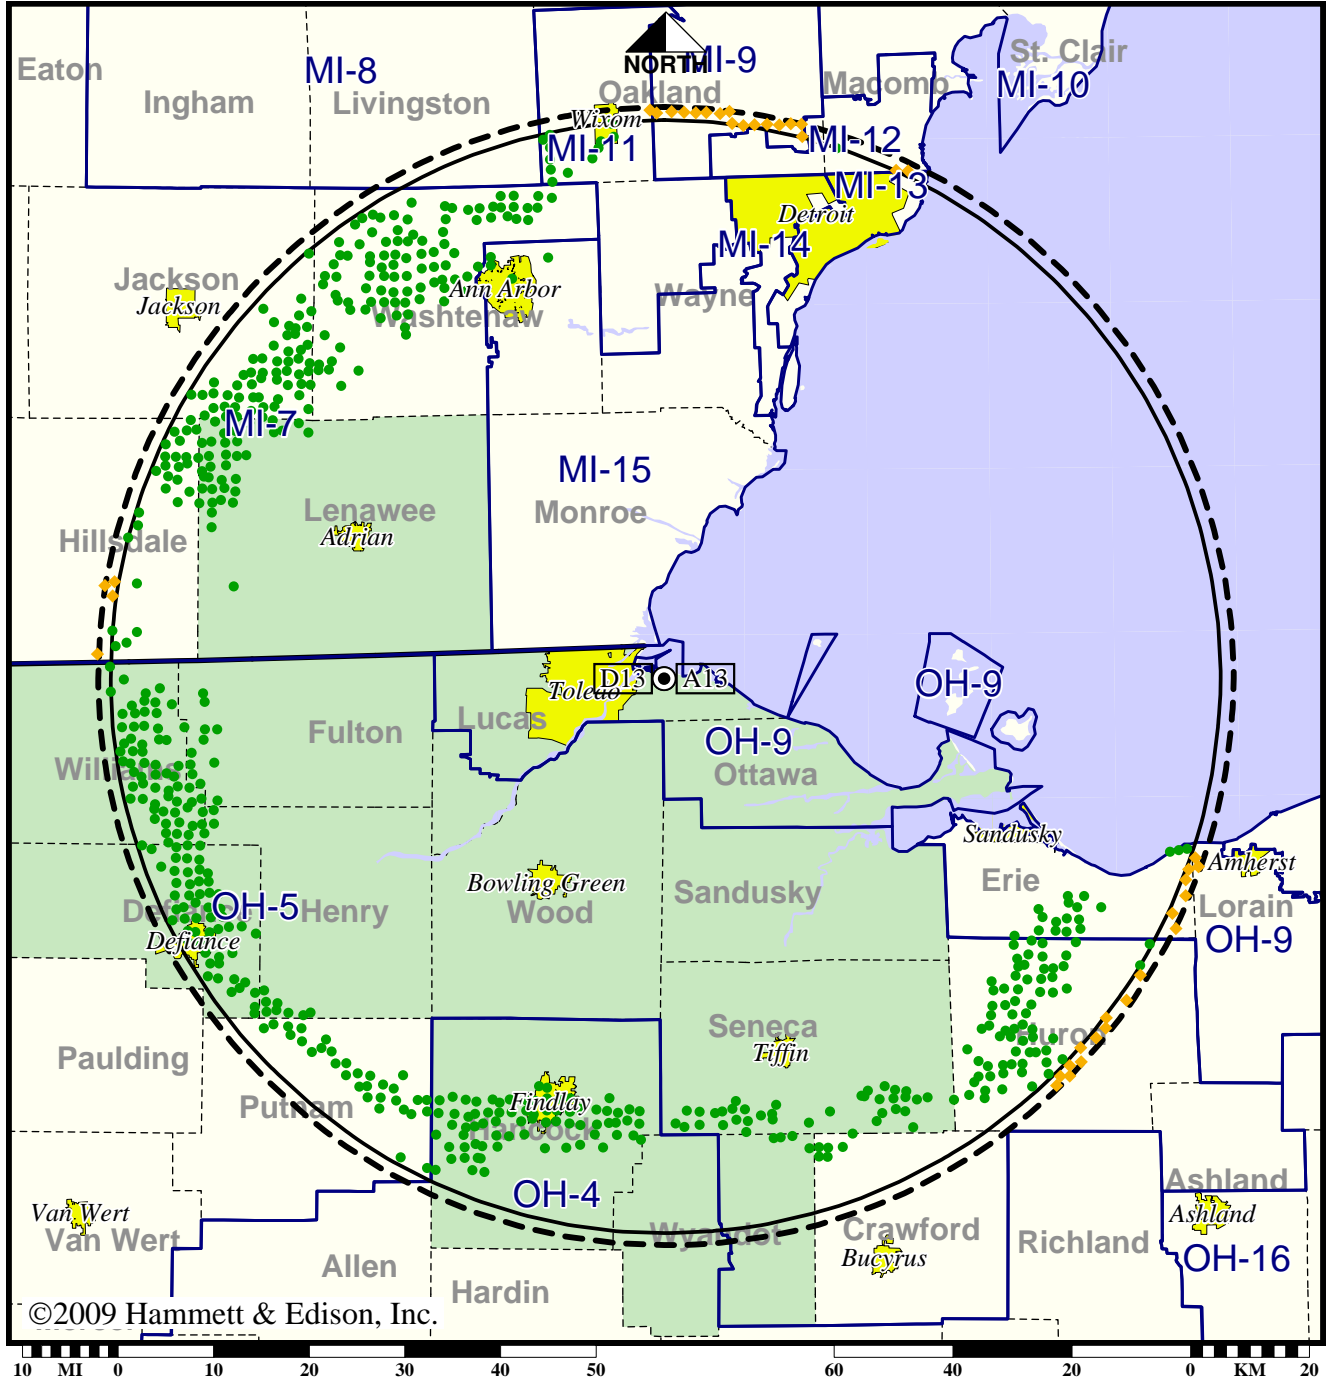 St. Clair
MI-9
NORTH
Eaton
MI-8
MI-10
Macomb
Oakland
Ingham
Livingston
Wixom
MI-12
MI-11
MI-13
Detroit
MI-14
Jackson
Jackson
Ann Arbor
Wayne
Washtenaw
MI-7
MI-15
Lenawee
Monroe
Adrian
Hillsdale
D13
A13
OH-9
Toledo
Lucas
Fulton
OH-9
Williams
Ottawa
Sandusky
Amherst
Bowling Green
Erie
Sandusky
OH-5
Defiance
Henry
Wood
Lorain
Defiance
OH-9
Seneca
Huron
Tiffin
Paulding
Findlay
Putnam
Hancock
Ashland
OH-4
Van Wert
Ashland
Van Wert
Wyandot
Crawford
Richland
Bucyrus
OH-16
Allen
Hardin
©2009 Hammett & Edison, Inc.
10 MI 0 10 20 30 40 50 60 40 20 0 KM 20